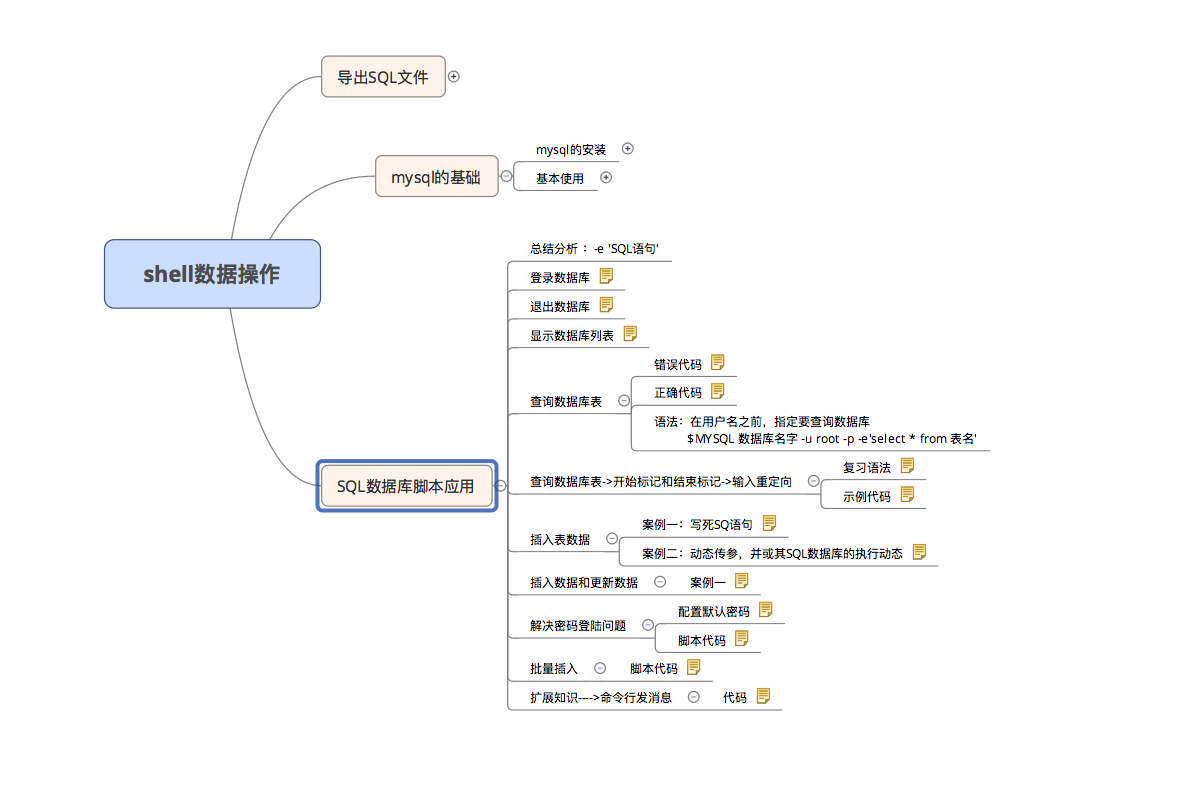 导出SQL文件
mysql的安装
mysql的基础
基本使用
shell数据操作
总结分析 ：-e 'SQL语句'
登录数据库
退出数据库
显示数据库列表
错误代码
正确代码
查询数据库表
语法：在用户名之前，指定要查询数据库
$MYSQL 数据库名字 -u root -p -e'select * from 表名'
复习语法
查询数据库表->开始标记和结束标记->输入重定向
示例代码
SQL数据库脚本应用
案例一：写死SQ语句
插入表数据
案例二：动态传参，并或其SQL数据库的执行动态
插入数据和更新数据
案例一
配置默认密码
解决密码登陆问题
脚本代码
批量插入
脚本代码
扩展知识---->命令行发消息
代码